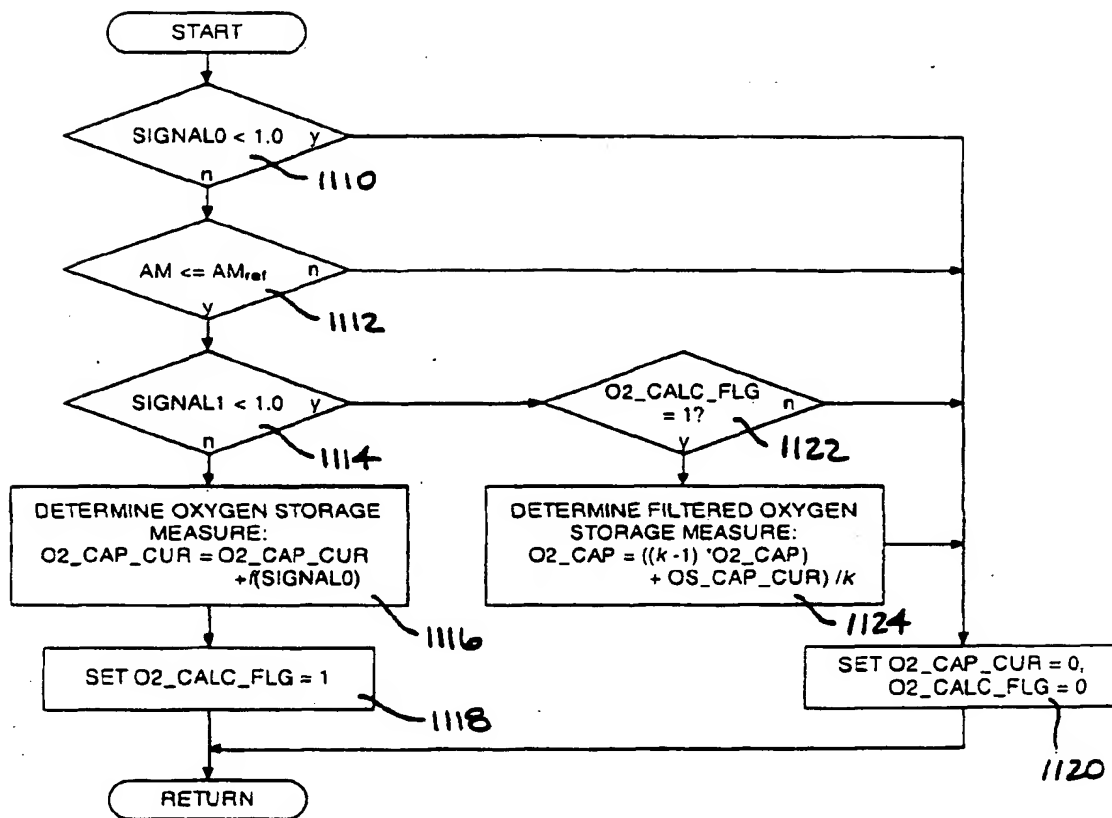 START
SIGNAL0 < 1.0
y
n
1110
AM <= AMref
n
y
1112
SIGNAL1 < 1.0
y
n
1114
O2_CALC_FLG
= 1?
n
y
1122
DETERMINE OXYGEN STORAGE
MEASURE:
O2_CAP_CUR = O2_CAP_CUR
+f(SIGNAL0)
1116
DETERMINE FILTERED OXYGEN
STORAGE MEASURE:
O2_CAP = ((k -1) *O2_CAP)
+ OS_CAP_CUR) /k
1124
SET O2_CALC_FLG = 1
1118
SET O2_CAP_CUR = 0,
O2_CALC_FLG = 0
1120
RETURN